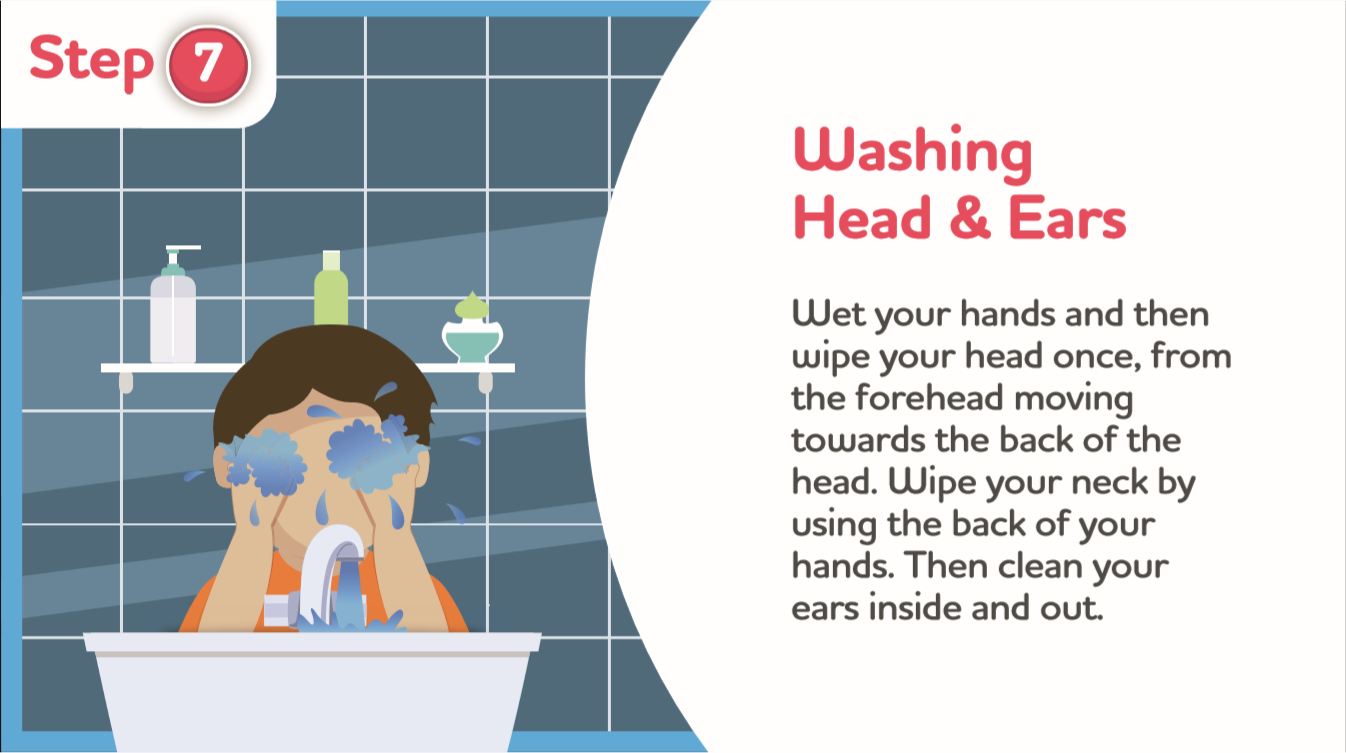 Step 7
Washing
Head & Ears
Wet your hands and then
wipe your head once, from
the forehead moving
towards the back of the
head. Wipe your neck by
using the back of your
hands. Then clean your
ears inside and out.